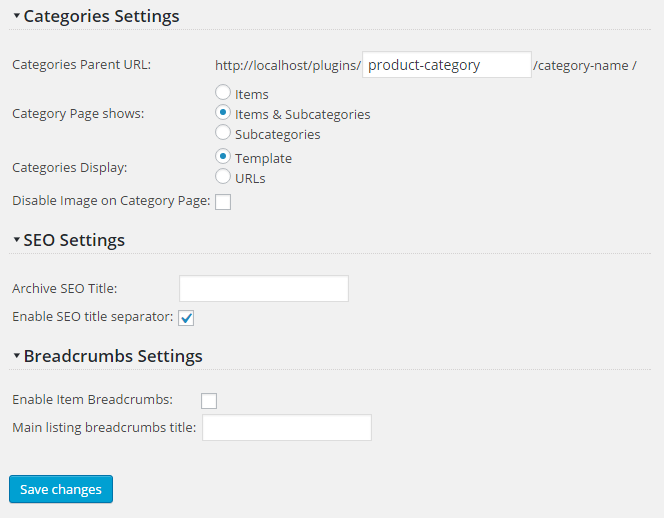 Categories Settings
Categories Parent URL: http://localhost/plugins/ product-category /category-name /
Category Page shows:
Items
Items & Subcategories
Subcategories
Categories Display:
Template
URLs
Disable Image on Category Page:
SEO Settings
Archive SEO Title:
Enable SEO title separator:
Breadcrumbs Settings
Enable Item Breadcrumbs:
Main listing breadcrumbs title:
Save changes